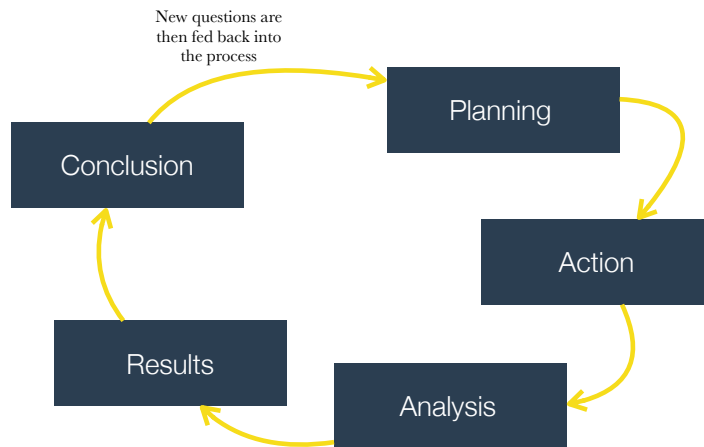 New questions are
then fed back into
the process
Planning
Conclusion
Action
Results
Analysis